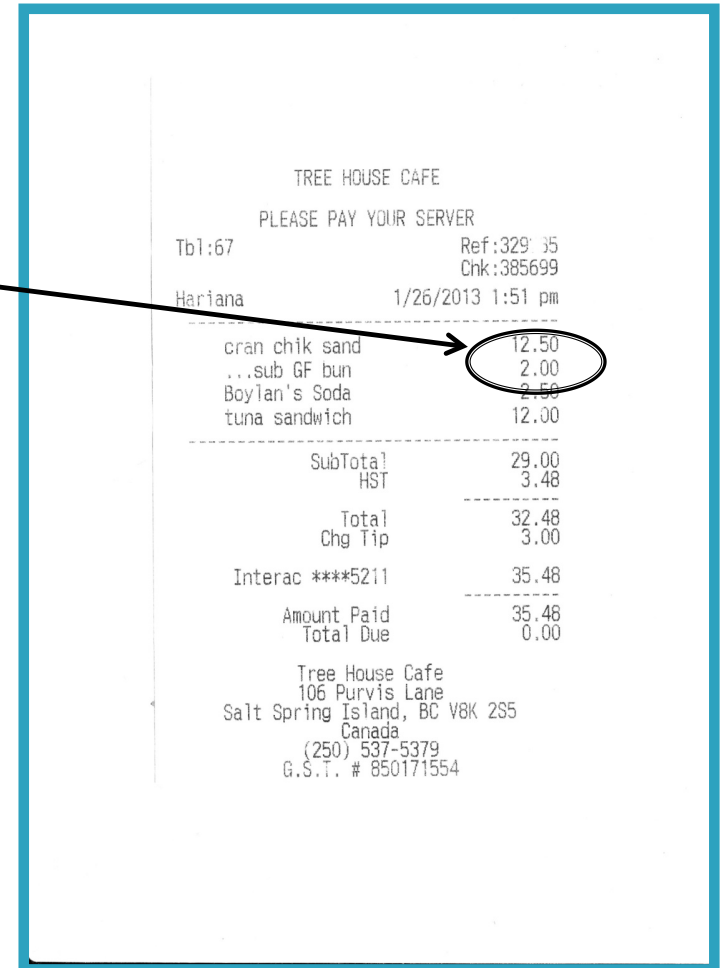 TREE HOUSE CAFE
PLEASE PAY YOUR SERVER
Tbl:67
Chk:385699
Hariana 1/26/2013 1:51 pm
cran chik sand 12.50
...sub GF bun 2.00
Boylan's Soda 2.50
tuna sandwich 12.00
SubTotal 29.00
HST 3.48
Total 32.48
Chg Tip 3.00
Interac ****5211 35.48
Amount Paid 35.48
Total Due 0.00
Tree House Cafe
106 Purvis Lane
Salt Spring Island, BC V8K 2S5
Canada
(250) 537-5379
G.S.T. # 850171554